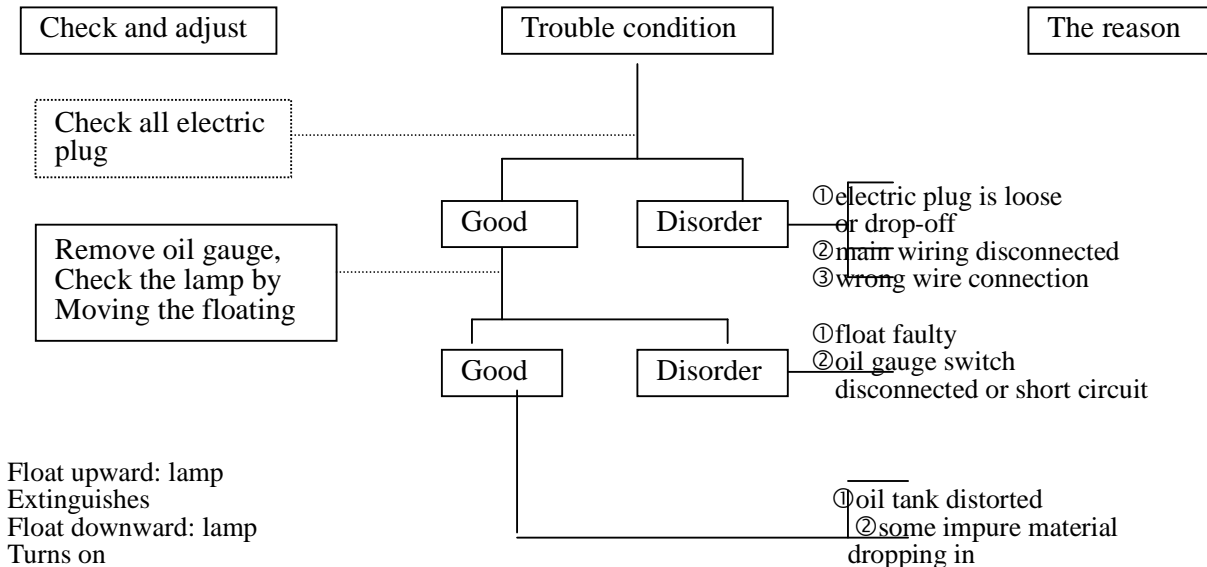 Check and adjust
Trouble condition
The reason
Check all electric
plug
Good
Disorder
①electric plug is loose
or drop-off
②main wiring disconnected
③wrong wire connection
Remove oil gauge,
Check the lamp by
Moving the floating
Good
Disorder
①float faulty
②oil gauge switch
disconnected or short circuit
Float upward: lamp
Extinguishes
Float downward: lamp
Turns on
①oil tank distorted
②some impure material
dropping in